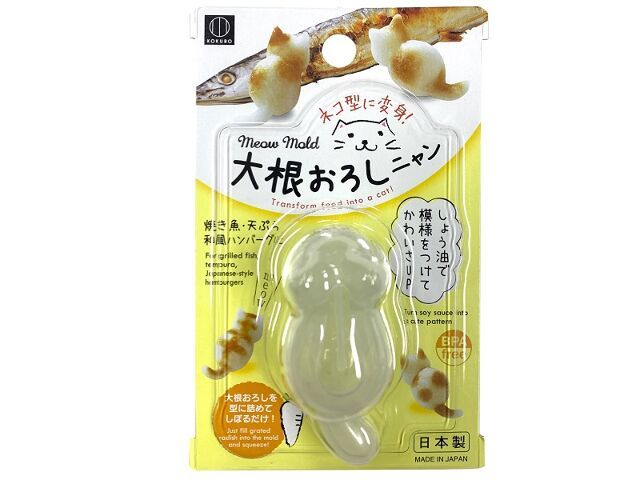 KOKUBO
ネコ型に変身!
Meow Mold
大根おろしニャン
Transform food into a cat!
焼き魚・天ぷら
和風ハンバーグに
For grilled fish,
tempura,
Japanese-style
hamburgers
meow
しょう油で
模様をつけて
かわいさUP
Turn soy sauce into
a cute pattern
BPA
free
大根おろしを
型に詰めて
しぼるだけ!
Just fill grated
radish into the mold
and squeeze!
日本製
MADE IN JAPAN